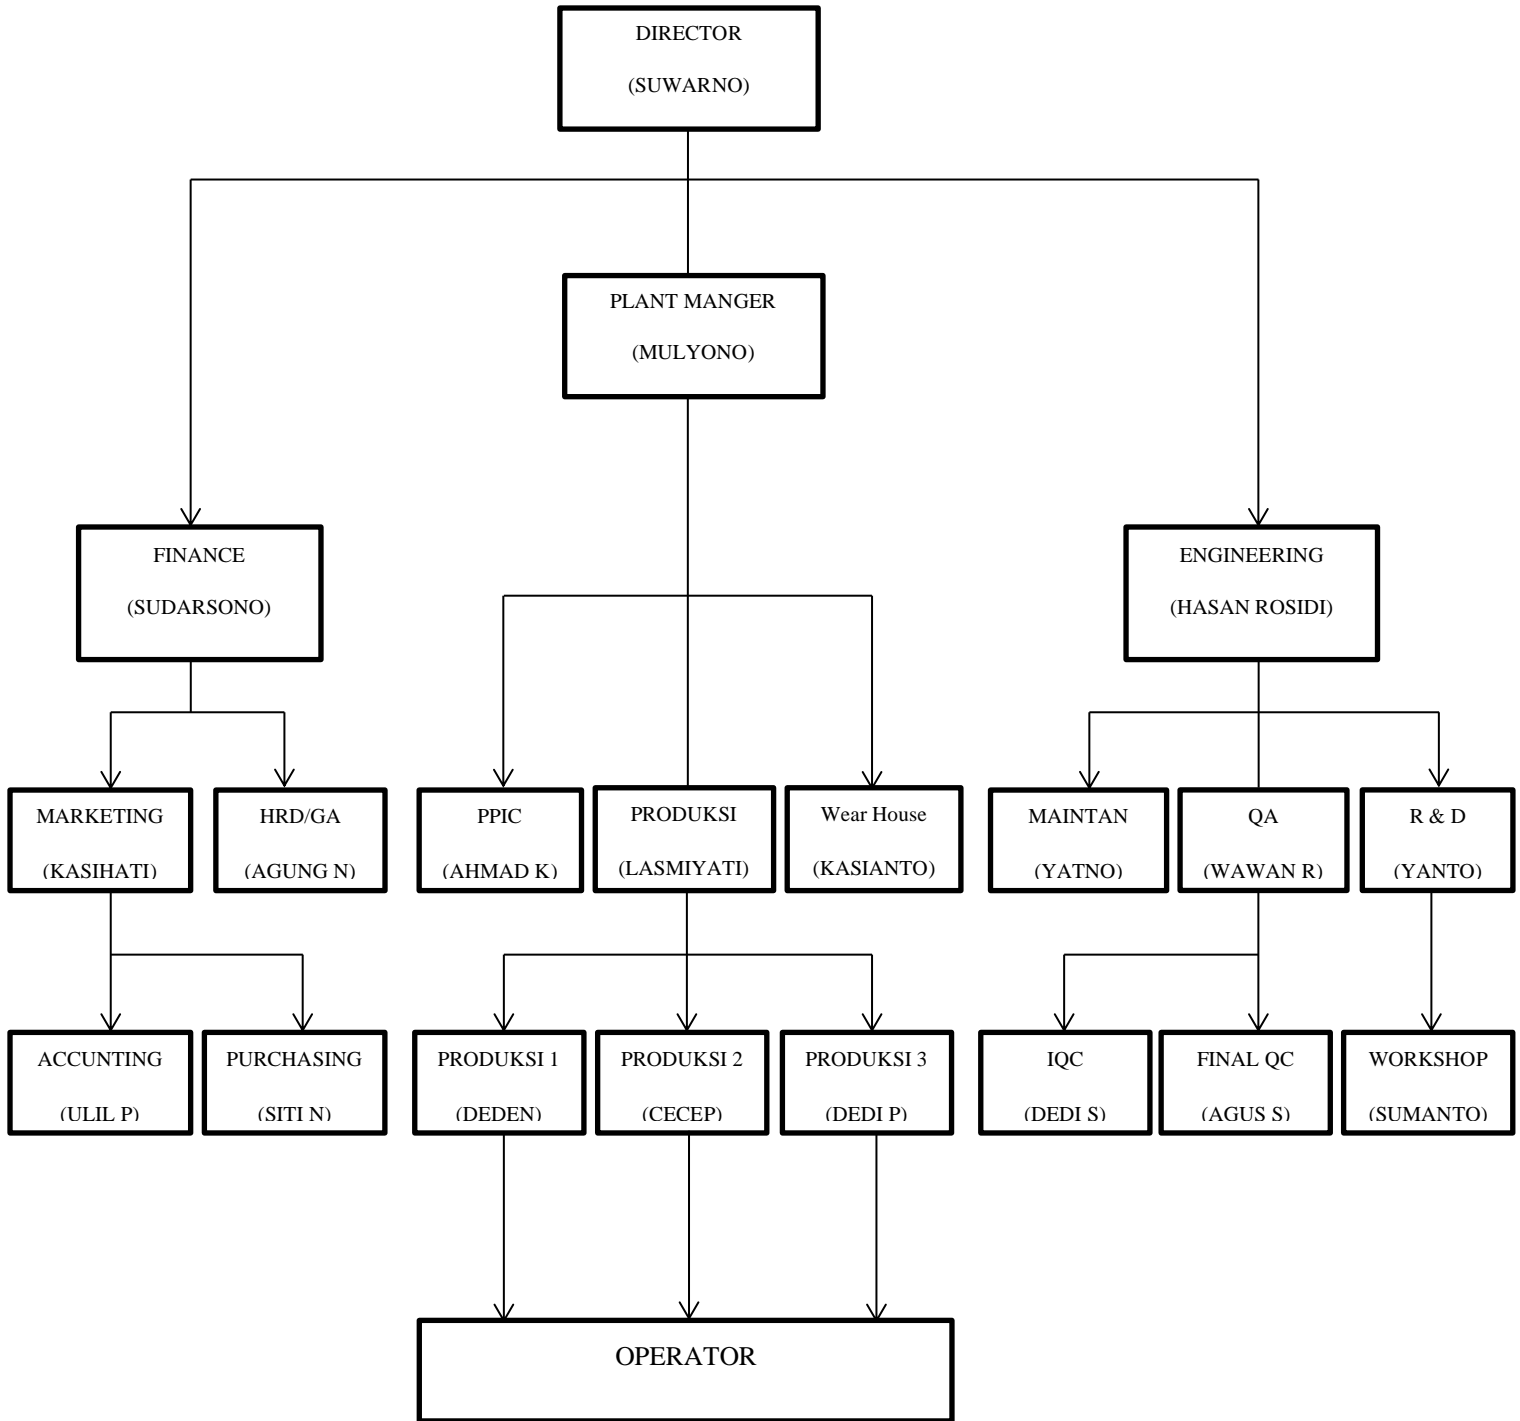 DIRECTOR
(SUWARNO)
PLANT MANGER
(MULYONO)
FINANCE
(SUDARSONO)
ENGINEERING
(HASAN ROSIDI)
MARKETING
(KASIHATI)
HRD/GA
(AGUNG N)
PPIC
(AHMAD K)
PRODUKSI
(LASMIYATI)
Wear House
(KASIANTO)
MAINTAN
(YATNO)
QA
(WAWAN R)
R & D
(YANTO)
ACCUNTING
(ULIL P)
PURCHASING
(SITI N)
PRODUKSI 1
(DEDEN)
PRODUKSI 2
(CECEP)
PRODUKSI 3
(DEDI P)
IQC
(DEDI S)
FINAL QC
(AGUS S)
WORKSHOP
(SUMANTO)
OPERATOR